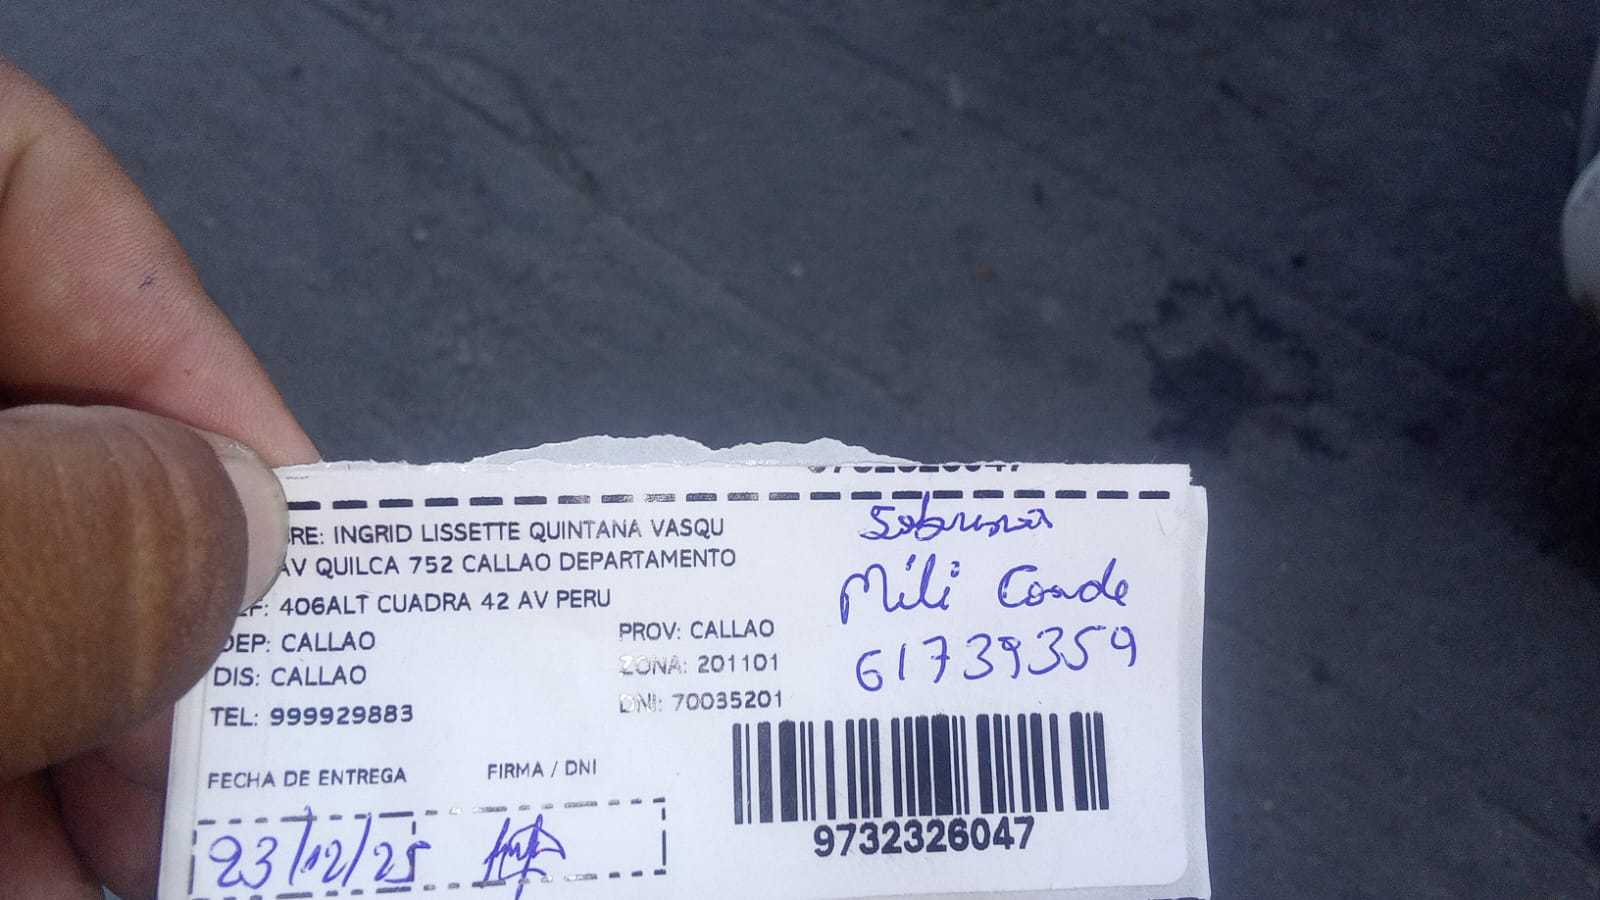 RE: INGRID LISSETTE QUINTANA VASQU
AV QUILCA 752 CALLAO DEPARTAMENTO
EF: 406ALT CUADRA 42 AV PERU
DEP: CALLAO
PROV: CALLAO
DIS: CALLAO
ZONA: 201101
TEL: 999929883
DNI: 70035201
Sobrina
Mili Conde
61739359
FECHA DE ENTREGA
FIRMA / DNI
23/12/25
9732326047